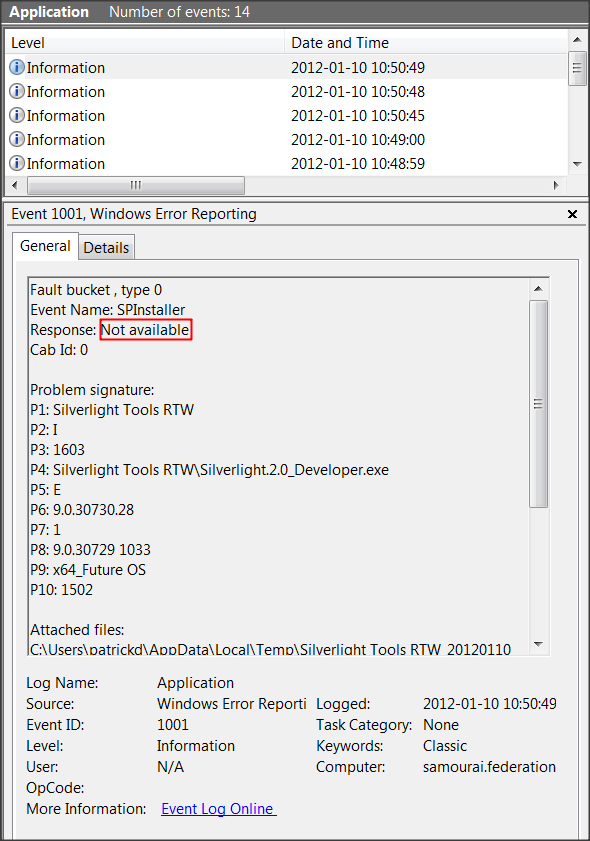 Application Number of events: 14
Level Date and Time
Information 2012-01-10 10:50:49
Information 2012-01-10 10:50:48
Information 2012-01-10 10:50:45
Information 2012-01-10 10:49:00
Information 2012-01-10 10:48:59
Event 1001, Windows Error Reporting
General Details
Fault bucket , type 0
Event Name: SPInstaller
Response: Not available
Cab Id: 0
Problem signature:
P1: Silverlight Tools RTW
P2: I
P3: 1603
P4: Silverlight Tools RTW\Silverlight.2.0_Developer.exe
P5: E
P6: 9.0.30730.28
P7: 1
P8: 9.0.30729 1033
P9: x64_Future OS
P10: 1502
Attached files:
C:\Users\patrickd\AppData\Local\Temp\Silverlight Tools RTW_20120110
Log Name: Application
Source: Windows Error Reporti Logged: 2012-01-10 10:50:49
Event ID: 1001 Task Category: None
Level: Information Keywords: Classic
User: N/A Computer: samourai.federation
OpCode:
More Information: Event Log Online